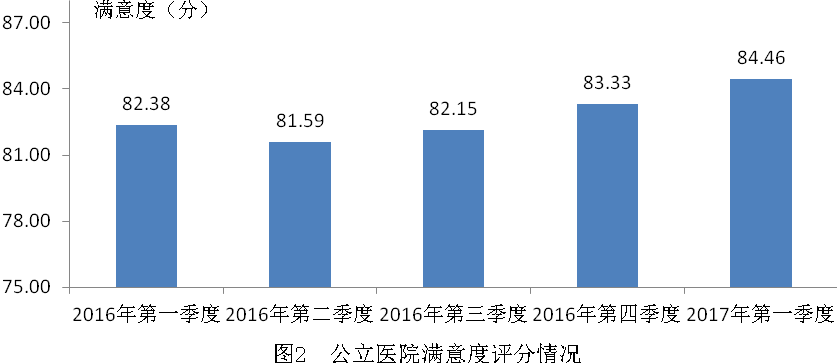 满意度（分）
87.00
84.00
81.00
78.00
75.00
82.38
81.59
82.15
83.33
84.46
2016年第一季度
2016年第二季度
2016年第三季度
2016年第四季度
2017年第一季度
图2 公立医院满意度评分情况